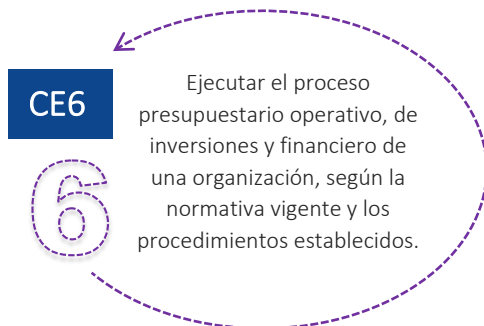 CE6
6
Ejecutar el proceso
presupuestario operativo, de
inversiones y financiero de
una organización, según la
normativa vigente y los
procedimientos establecidos.